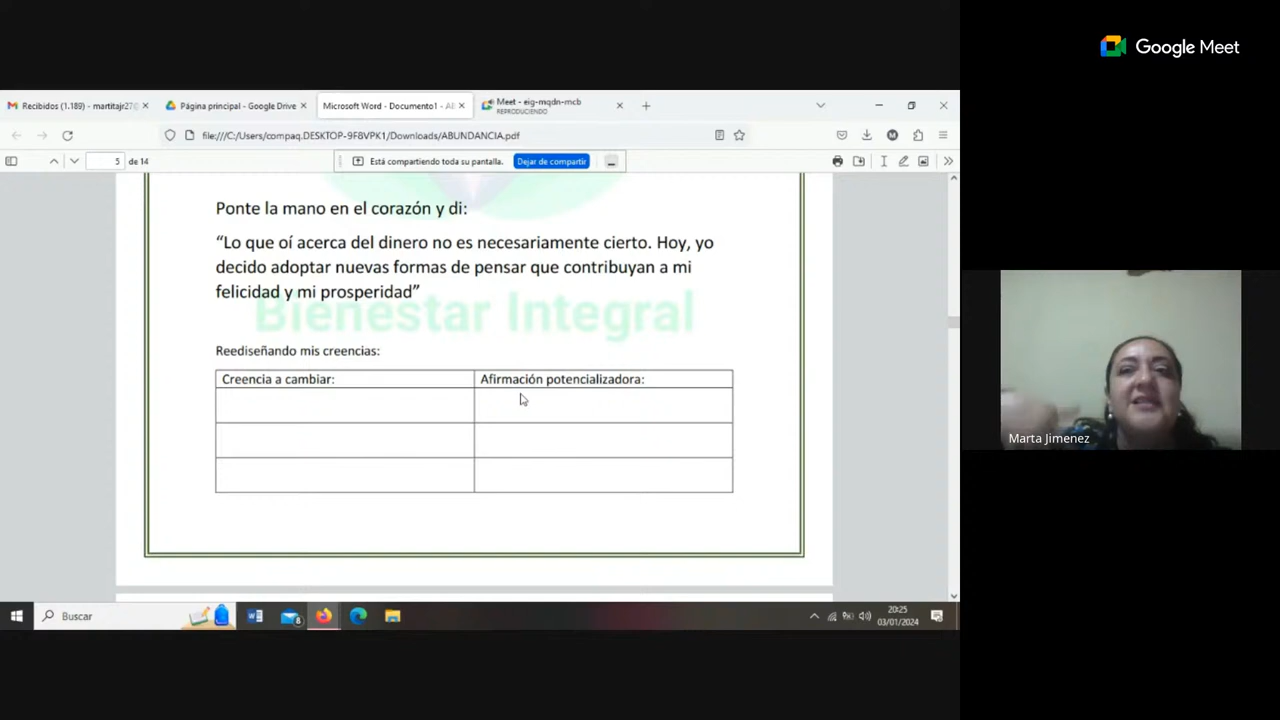 Google Meet
Recibidos (1.189) - martitajr27@
Página principal - Google Drive
Microsoft Word - Documento1 - AB
Meet - eig-mqdn-mcb
REPRODUCIENDO
file:///C:/Users/compaq.DESKTOP-9F8VPK1/Downloads/ABUNDANCIA.pdf
5 de 14
Está compartiendo toda su pantalla.
Dejar de compartir
Ponte la mano en el corazón y di:
“Lo que oí acerca del dinero no es necesariamente cierto. Hoy, yo
decido adoptar nuevas formas de pensar que contribuyan a mi
felicidad y mi prosperidad”
Bienestar Integral
Reediseñando mis creencias:
Creencia a cambiar:
Afirmación potencializadora:
Marta Jimenez
Buscar
20:25
03/01/2024